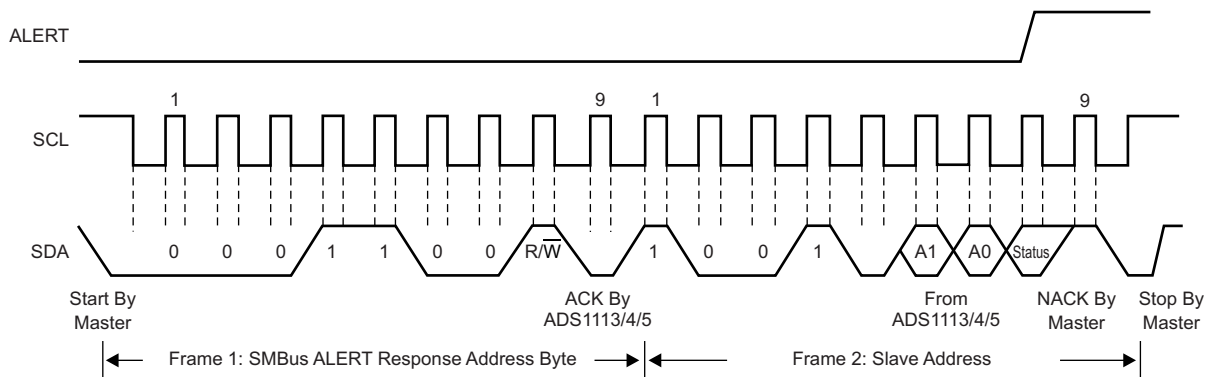 ALERT
1 9 1 9
SCL
SDA 0 0 0 1 1 0 0 R/W̅ 1 0 0 1 A1 A0 Status
Start By
Master
ACK By
ADS1113/4/5
From
ADS1113/4/5
NACK By
Master
Stop By
Master
Frame 1: SMBus ALERT Response Address Byte
Frame 2: Slave Address